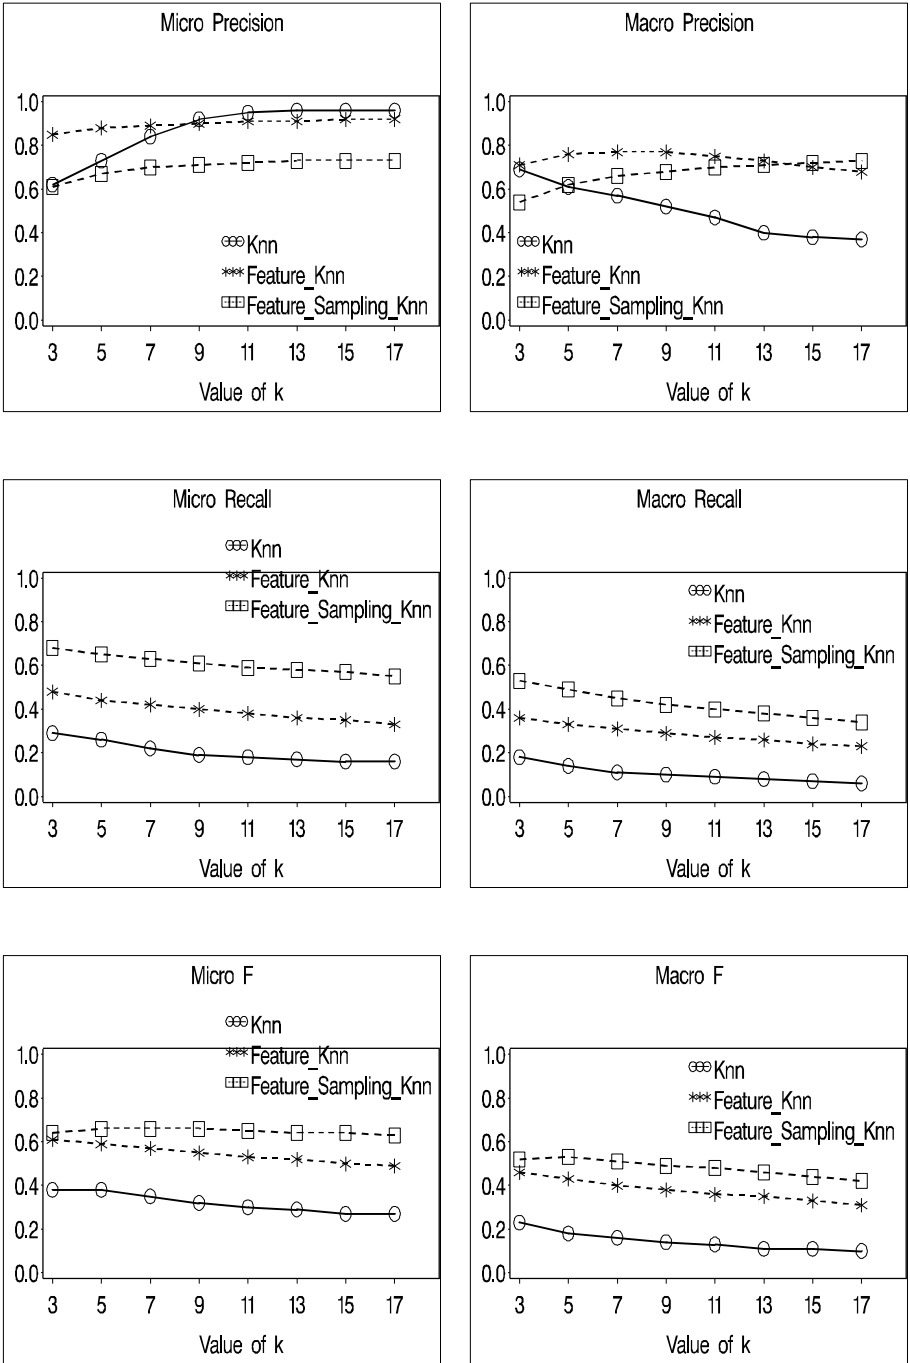 Micro Precision
1.0
0.8
0.6
0.4
0.2
0.0
Knn
Feature_Knn
Feature_Sampling_Knn
3 5 7 9 11 13 15 17
Value of k
Macro Precision
1.0
0.8
0.6
0.4
0.2
0.0
Knn
Feature_Knn
Feature_Sampling_Knn
3 5 7 9 11 13 15 17
Value of k
Micro Recall
Knn
Feature_Knn
Feature_Sampling_Knn
1.0
0.8
0.6
0.4
0.2
0.0
3 5 7 9 11 13 15 17
Value of k
Macro Recall
Knn
Feature_Knn
Feature_Sampling_Knn
1.0
0.8
0.6
0.4
0.2
0.0
3 5 7 9 11 13 15 17
Value of k
Micro F
Knn
Feature_Knn
Feature_Sampling_Knn
1.0
0.8
0.6
0.4
0.2
0.0
3 5 7 9 11 13 15 17
Value of k
Macro F
Knn
Feature_Knn
Feature_Sampling_Knn
1.0
0.8
0.6
0.4
0.2
0.0
3 5 7 9 11 13 15 17
Value of k